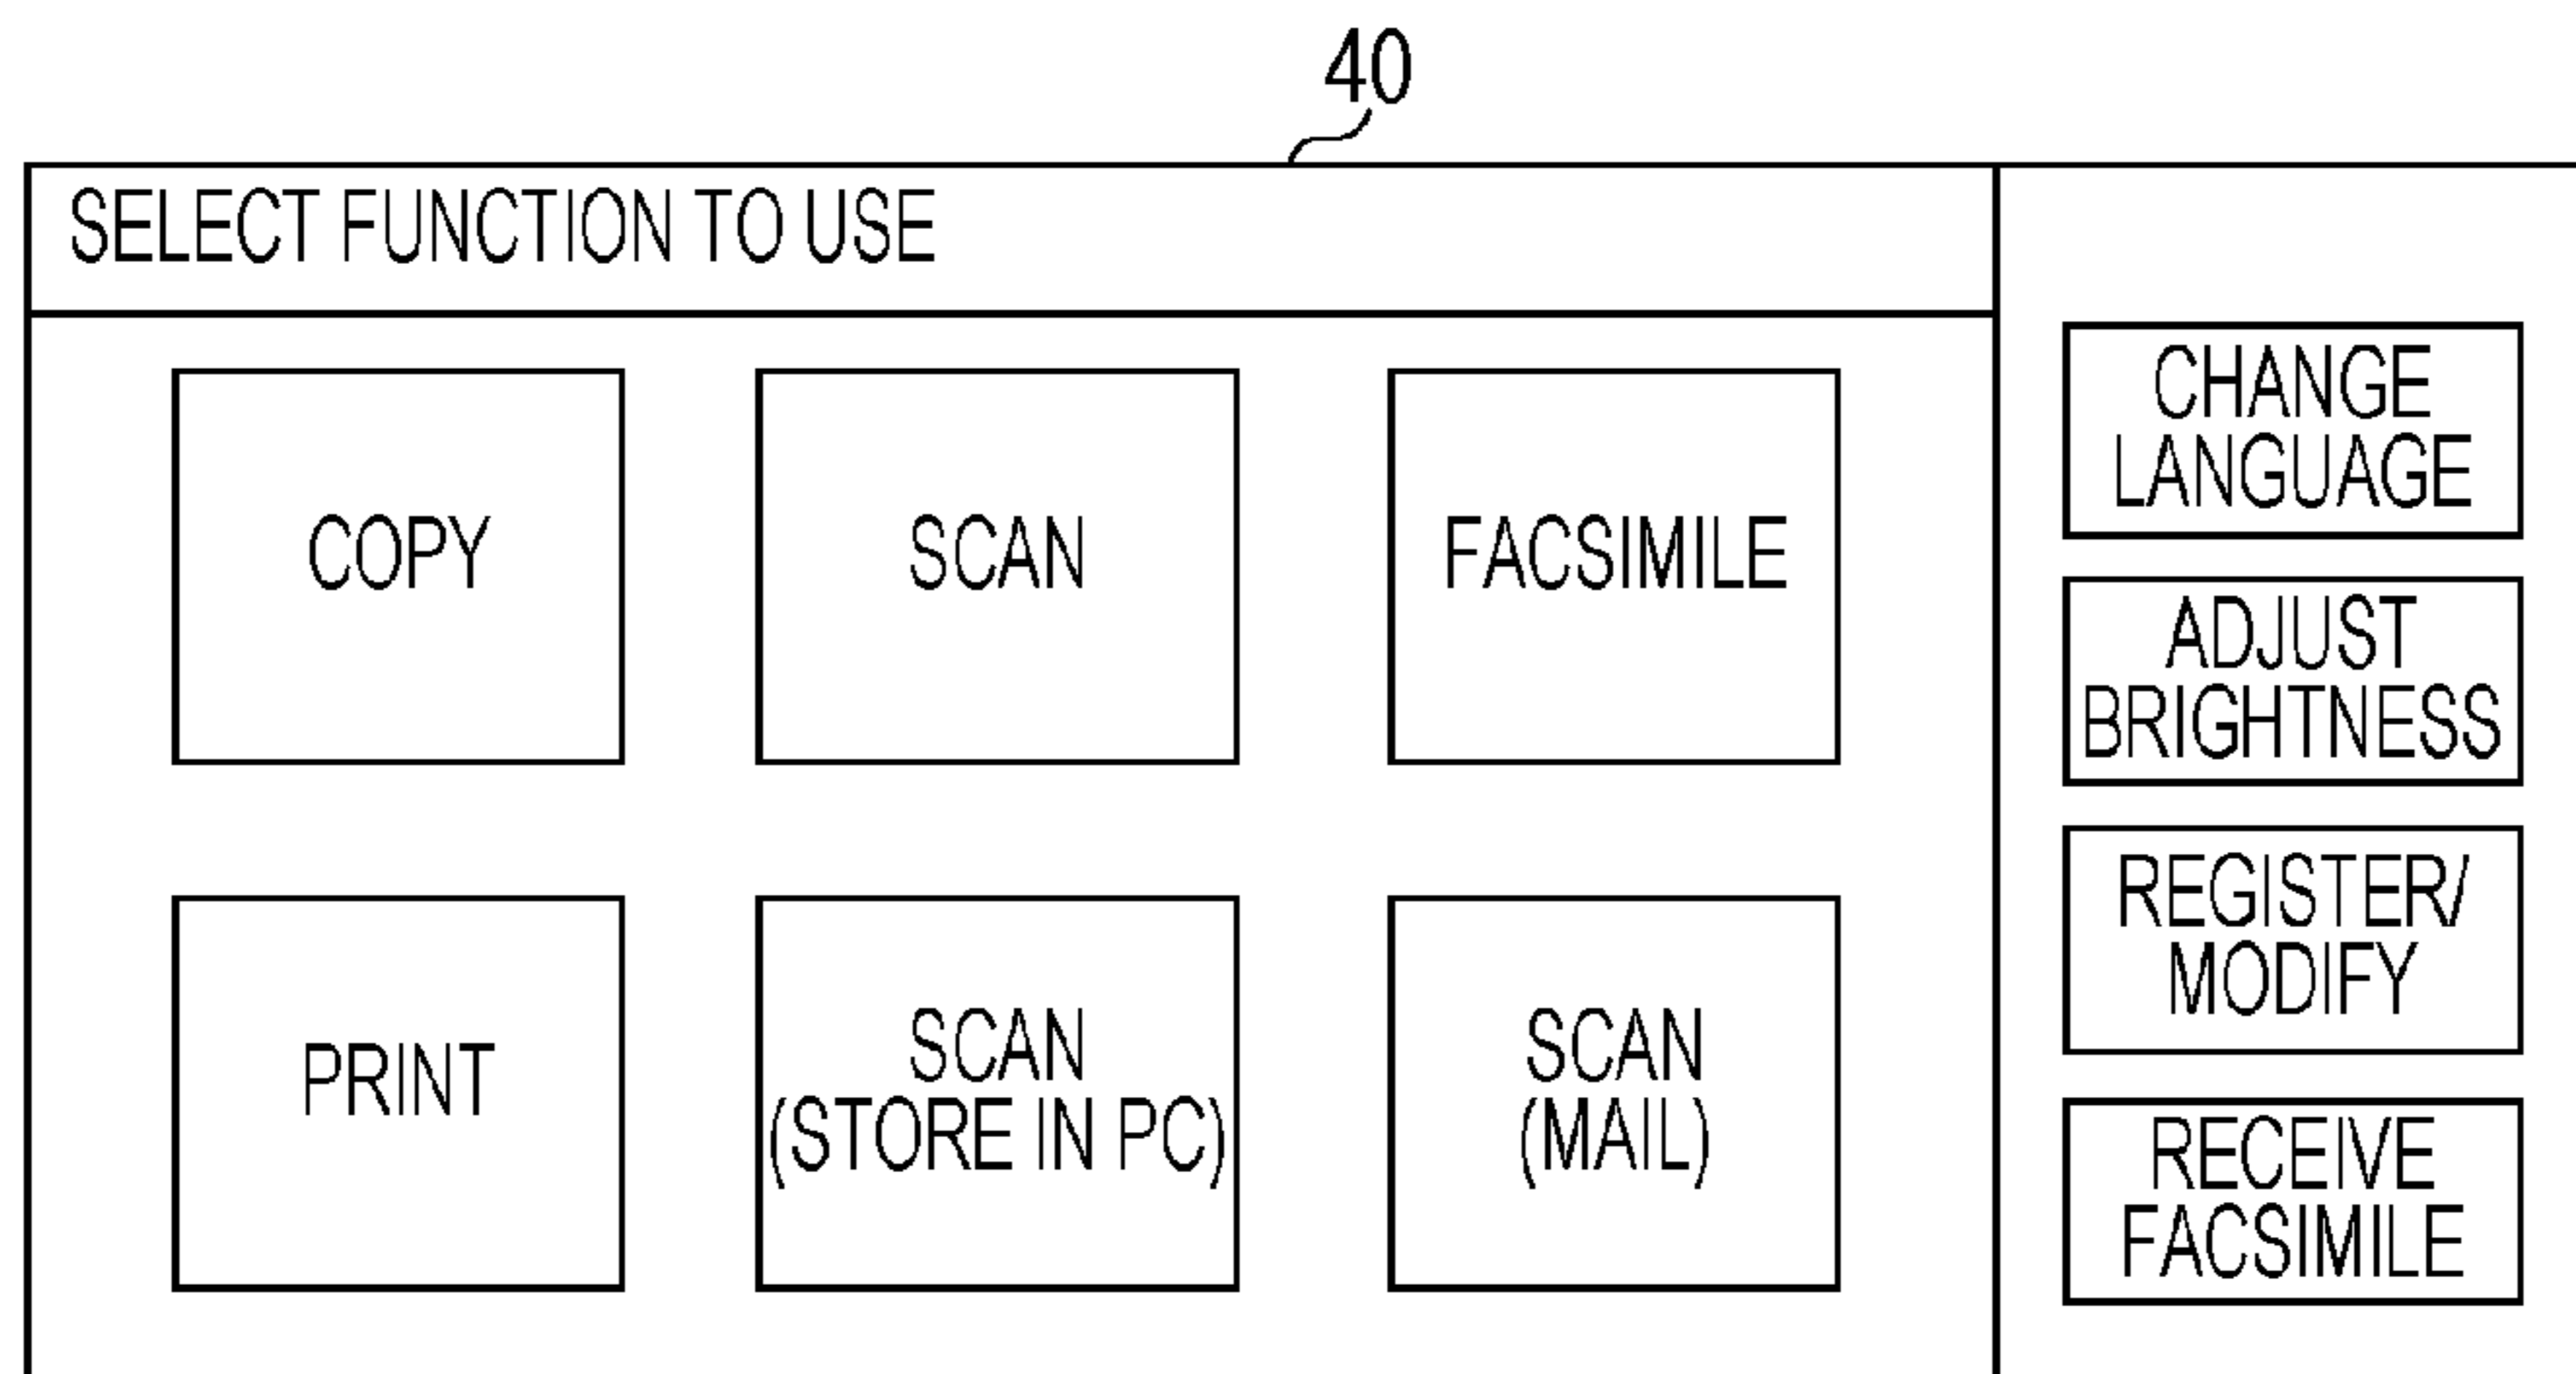 40
SELECT FUNCTION TO USE
COPY
SCAN
FACSIMILE
PRINT
SCAN
(STORE IN PC)
SCAN
(MAIL)
CHANGE
LANGUAGE
ADJUST
BRIGHTNESS
REGISTER/
MODIFY
RECEIVE
FACSIMILE